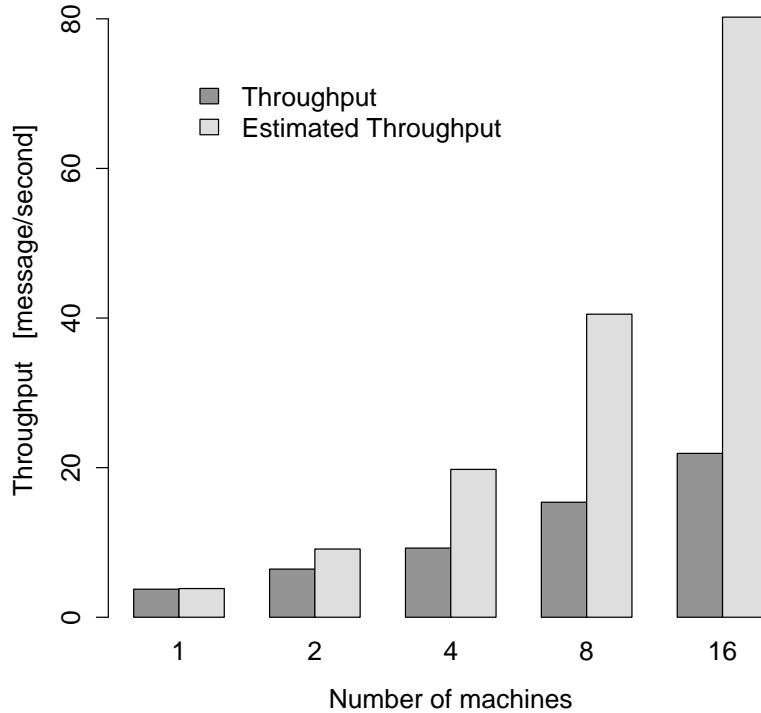 80
60
40
20
0
Throughput [message/second]
Throughput
Estimated Throughput
1 2 4 8 16
Number of machines